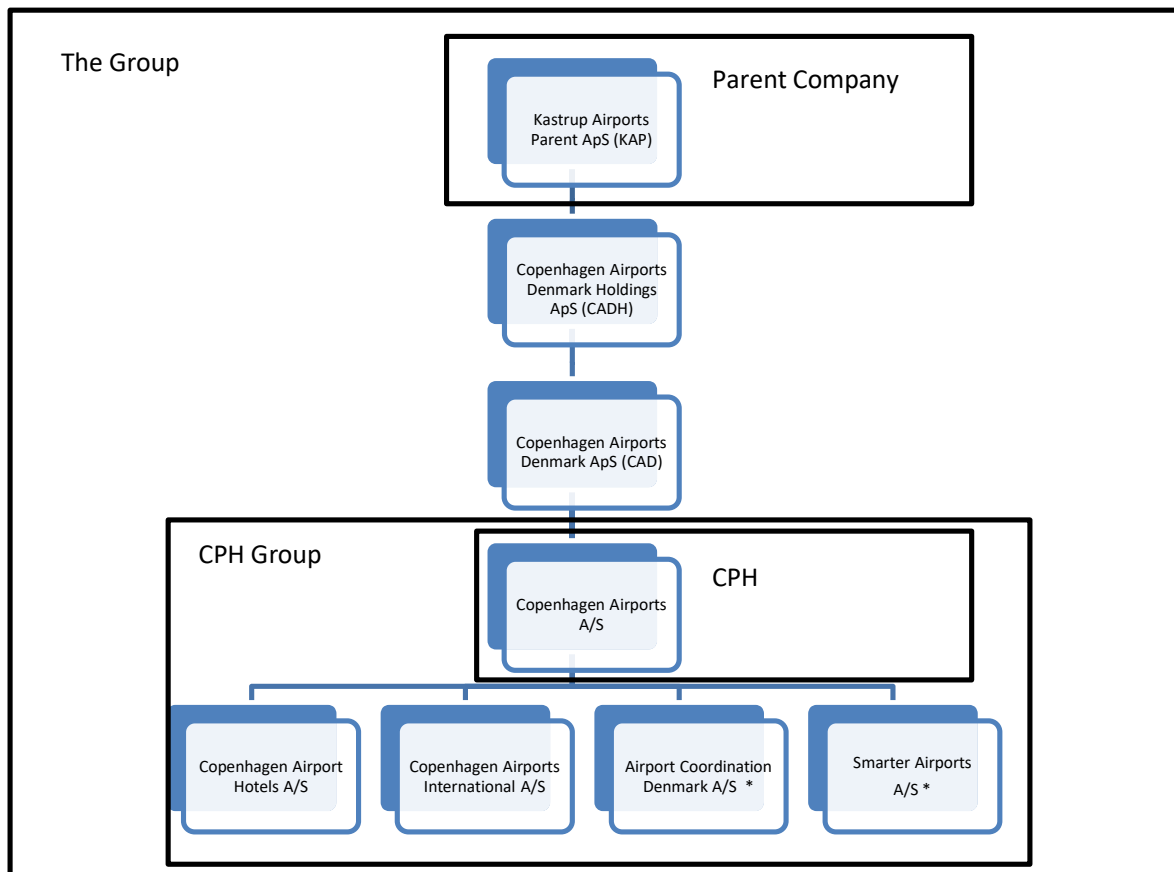 The Group
Parent Company
Kastrup Airports
Parent ApS (KAP)
Copenhagen Airports
Denmark Holdings
ApS (CADH)
Copenhagen Airports
Denmark ApS (CAD)
CPH Group
CPH
Copenhagen Airports
A/S
Copenhagen Airport
Hotels A/S
Copenhagen Airports
International A/S
Airport Coordination
Denmark A/S *
Smarter Airports
A/S *